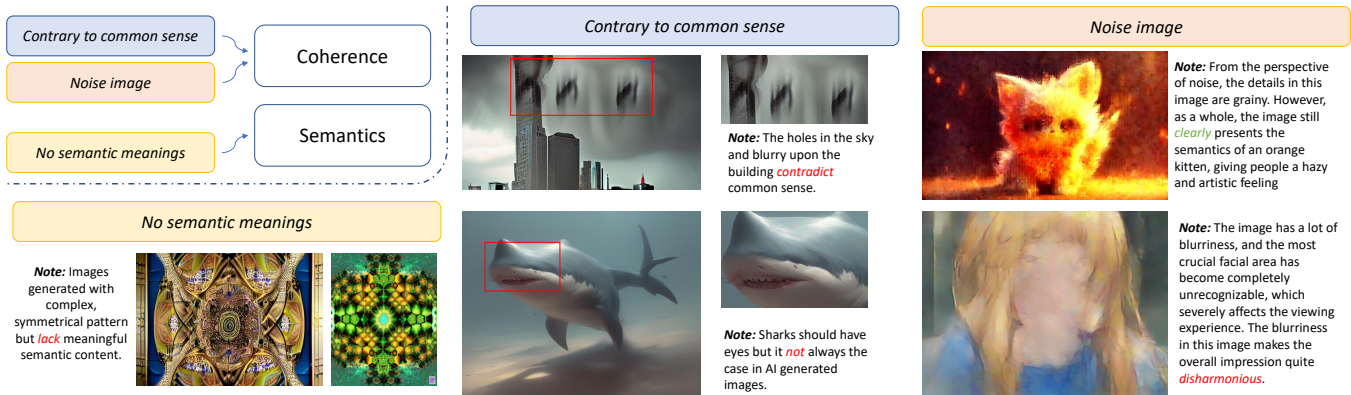 Contrary to common sense
Noise image
No semantic meanings
Coherence
Semantics
No semantic meanings
Note: Images
generated with
complex,
symmetrical pattern
but lack meaningful
semantic content.
Contrary to common sense
Note: The holes in the sky
and blurry upon the
building contradict
common sense.
Note: Sharks should have
eyes but it not always the
case in AI generated
images.
Noise image
Note: From the perspective
of noise, the details in this
image are grainy. However,
as a whole, the image still
clearly presents the
semantics of an orange
kitten, giving people a hazy
and artistic feeling
Note: The image has a lot of
blurriness, and the most
crucial facial area has
become completely
unrecognizable, which
severely affects the viewing
experience. The blurriness
in this image makes the
overall impression quite
disharmonious.